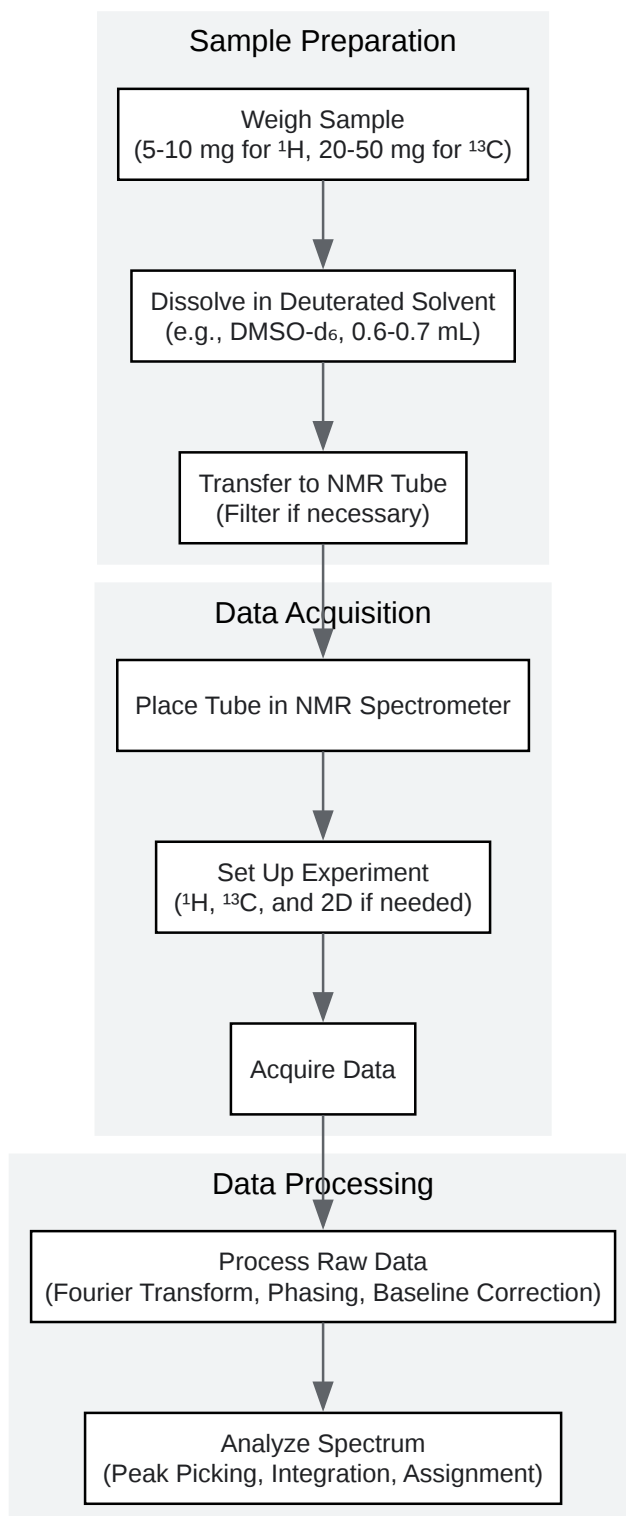 Sample Preparation
Weigh Sample
(5-10 mg for ¹H, 20-50 mg for ¹³C)
Dissolve in Deuterated Solvent
(e.g., DMSO-d₆, 0.6-0.7 mL)
Transfer to NMR Tube
(Filter if necessary)
Data Acquisition
Place Tube in NMR Spectrometer
Set Up Experiment
(¹H, ¹³C, and 2D if needed)
Acquire Data
Data Processing
Process Raw Data
(Fourier Transform, Phasing, Baseline Correction)
Analyze Spectrum
(Peak Picking, Integration, Assignment)